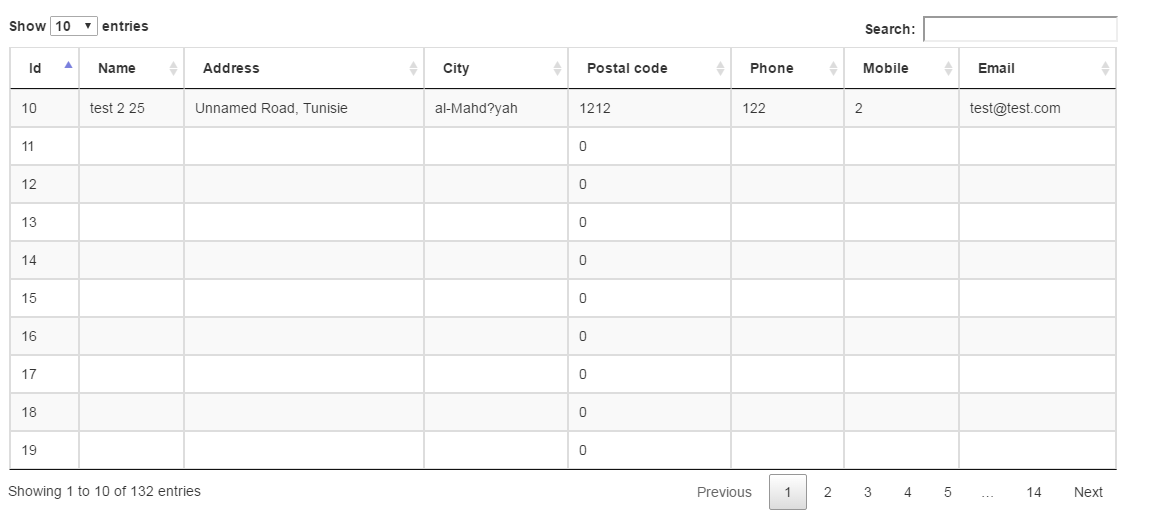 Show 10 entries
Search:
Id Name Address City Postal code Phone Mobile Email
10 test 2 25 Unnamed Road, Tunisie al-Mahd?yah 1212 122 2 test@test.com
11 0
12 0
13 0
14 0
15 0
16 0
17 0
18 0
19 0
Showing 1 to 10 of 132 entries
Previous 1 2 3 4 5 … 14 Next